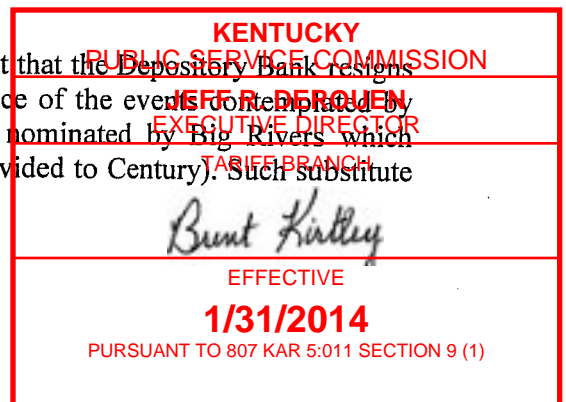 KENTUCKY
PUBLIC SERVICE COMMISSION
t that the Depository Bank resigns
JEFF R. DEROUEN
ce of the events contemplated by
EXECUTIVE DIRECTOR
nominated by Big Rivers which
TARIFF BRANCH
vided to Century). Such substitute
Bunt Kirtley
EFFECTIVE
1/31/2014
PURSUANT TO 807 KAR 5:011 SECTION 9 (1)